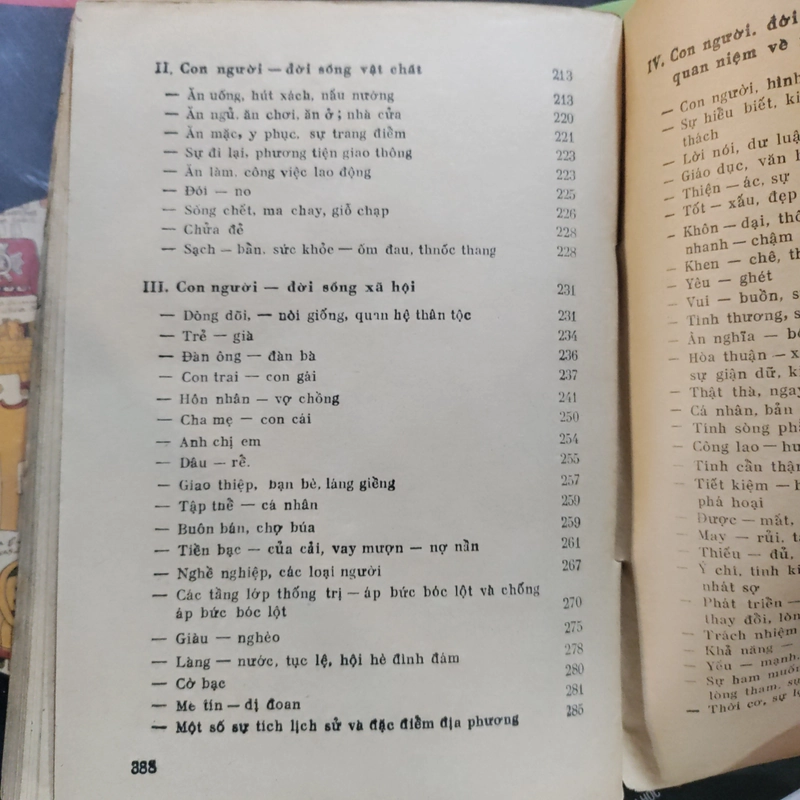 II. Con người — đời sống vật chất 213
— Ăn uống, hút xách, nấu nướng 213
— Ăn ngủ, ăn chơi, ăn ở; nhà cửa 220
— Ăn mặc, y phục, sự trang điểm 221
— Sự đi lại, phương tiện giao thông 223
— Ăn làm, công việc lao động 223
— Đói — no 225
— Sống chết, ma chay, giỗ chạp 226
— Chửa đẻ 228
— Sạch — bẩn, sức khỏe — ốm đau, thuốc thang 228
III. Con người — đời sống xã hội 231
— Dòng dõi, — nòi giống, quan hệ thân tộc 231
— Trẻ — già 234
— Đàn ông — đàn bà 236
— Con trai — con gái 237
— Hôn nhân — vợ chồng 241
— Cha mẹ — con cái 250
— Anh chị em 254
— Dâu — rể. 255
— Giao thiệp, bạn bè, láng giềng 257
— Tập thể — cá nhân 259
— Buôn bán, chợ búa 259
— Tiền bạc — của cải, vay mượn — nợ nần 261
— Nghề nghiệp, các loại người 267
— Các tầng lớp thống trị — áp bức bóc lột và chống
áp bức bóc lột 270
— Giàu — nghèo 275
— Làng — nước, tục lệ, hội hè đình đám 278
— Cờ bạc 280
— Mê tín — dị đoan 281
— Một số sự tích lịch sử và đặc điểm địa phương 285
388
IV. Con người, đời
quan niệm về
— Con người, hình
— Sự hiểu biết, ki
thách
— Lời nói, dư luậ
— Giáo dục, văn h
— Thiện — ác, sự
— Tốt — xấu, đẹp
— Khôn — dại, thô
nhanh — chậm
— Khen — chê, th
— Yêu — ghét
— Vui — buồn, s
— Tình thương, s
— Ân nghĩa — bộ
— Hòa thuận — x
sự giận dữ, k
— Thật thà, ngay
— Cá nhân, bản
— Tình sòng phẳ
— Công lao — hư
— Tính cẩn thận
— Tiết kiệm — h
phá hoại
— Được — mất,
— May — rủi, t
— Thiếu — đủ,
— Ý chí, tình ki
nhát sợ
— Phát triển —
thay đổi, lòn
— Trách nhiệm
— Khả năng —
— Yếu — mạnh,
— Sự ham muốn
lòng tham, sự
— Thời cơ, sự l